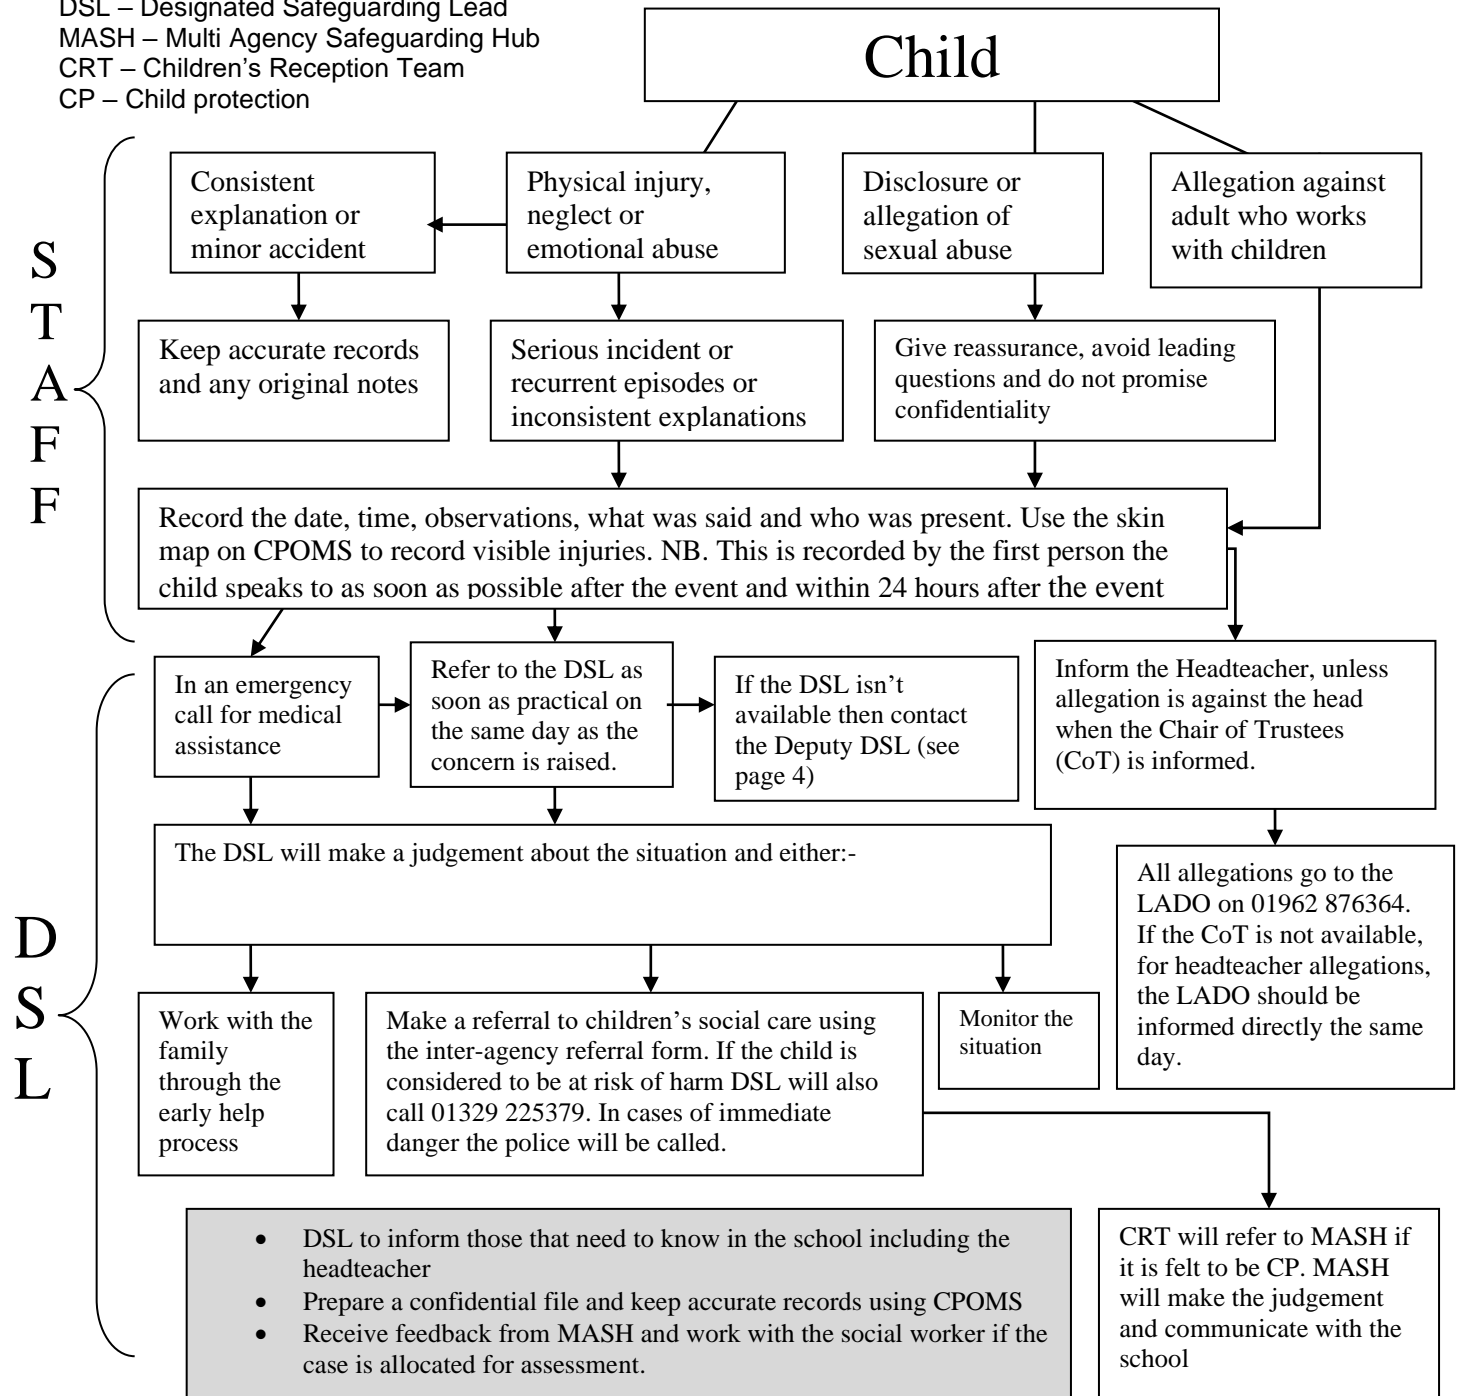 DSL – Designated Safeguarding Lead
MASH – Multi Agency Safeguarding Hub
CRT – Children's Reception Team
CP – Child protection
Child
S
T
A
F
F
Consistent
explanation or
minor accident
Physical injury,
neglect or
emotional abuse
Disclosure or
allegation of
sexual abuse
Allegation against
adult who works
with children
Keep accurate records
and any original notes
Serious incident or
recurrent episodes or
inconsistent explanations
Give reassurance, avoid leading
questions and do not promise
confidentiality
Record the date, time, observations, what was said and who was present. Use the skin
map on CPOMS to record visible injuries. NB. This is recorded by the first person the
child speaks to as soon as possible after the event and within 24 hours after the event
D
S
L
In an emergency
call for medical
assistance
Refer to the DSL as
soon as practical on
the same day as the
concern is raised.
If the DSL isn't
available then contact
the Deputy DSL (see
page 4)
Inform the Headteacher, unless
allegation is against the head
when the Chair of Trustees
(CoT) is informed.
The DSL will make a judgement about the situation and either:-
All allegations go to the
LADO on 01962 876364.
If the CoT is not available,
for headteacher allegations,
the LADO should be
informed directly the same
day.
Work with the
family
through the
early help
process
Make a referral to children's social care using
the inter-agency referral form. If the child is
considered to be at risk of harm DSL will also
call 01329 225379. In cases of immediate
danger the police will be called.
Monitor the
situation
• DSL to inform those that need to know in the school including the
headteacher
• Prepare a confidential file and keep accurate records using CPOMS
• Receive feedback from MASH and work with the social worker if the
case is allocated for assessment.
CRT will refer to MASH if
it is felt to be CP. MASH
will make the judgement
and communicate with the
school